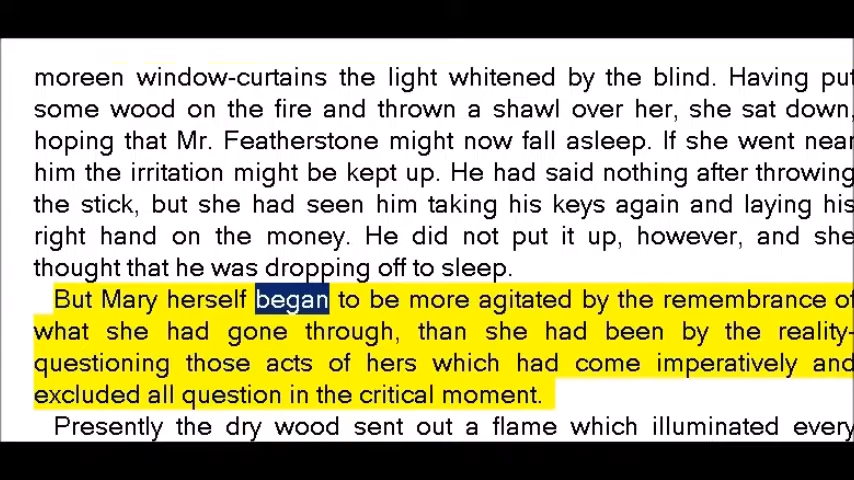 moreen window-curtains the light whitened by the blind. Having put
some wood on the fire and thrown a shawl over her, she sat down,
hoping that Mr. Featherstone might now fall asleep. If she went near
him the irritation might be kept up. He had said nothing after throwing
the stick, but she had seen him taking his keys again and laying his
right hand on the money. He did not put it up, however, and she
thought that he was dropping off to sleep.
But Mary herself began to be more agitated by the remembrance of
what she had gone through, than she had been by the reality-
questioning those acts of hers which had come imperatively and
excluded all question in the critical moment.
Presently the dry wood sent out a flame which illuminated every